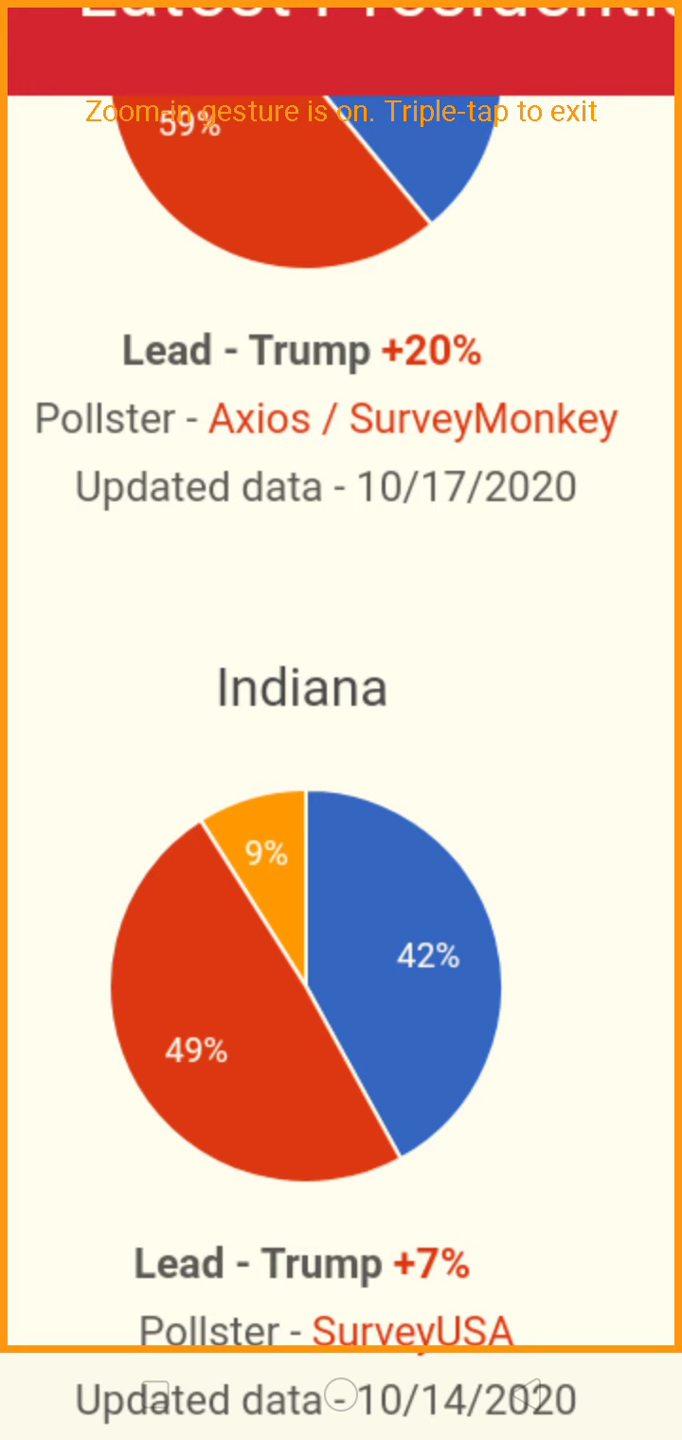 Latest
Zoom-in gesture is on. Triple-tap to exit
59%
Lead - Trump +20%
Pollster - Axios / SurveyMonkey
Updated data - 10/17/2020
Indiana
9%
42%
49%
Lead - Trump +7%
Pollster - SurveyUSA
Updated data - 10/14/2020